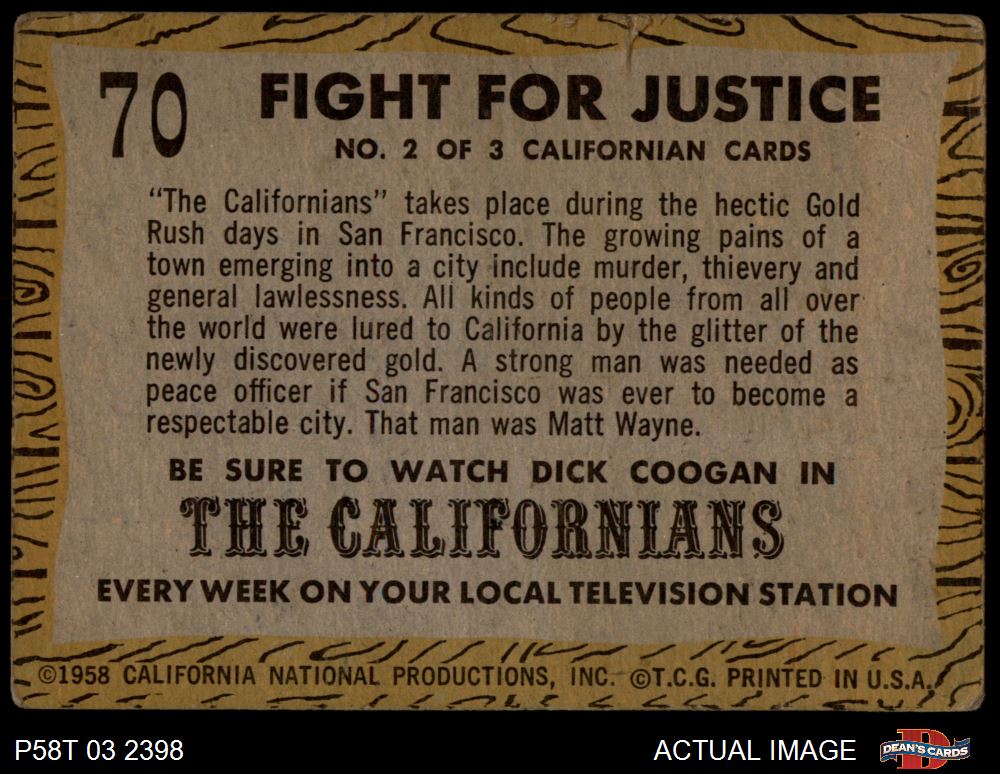 70
FIGHT FOR JUSTICE
NO. 2 OF 3 CALIFORNIAN CARDS
“The Californians” takes place during the hectic Gold
Rush days in San Francisco. The growing pains of a
town emerging into a city include murder, thievery and
general lawlessness. All kinds of people from all over
the world were lured to California by the glitter of the
newly discovered gold. A strong man was needed as
peace officer if San Francisco was ever to become a
respectable city. That man was Matt Wayne.
BE SURE TO WATCH DICK COOGAN IN
THE CALIFORNIANS
EVERY WEEK ON YOUR LOCAL TELEVISION STATION
©1958 CALIFORNIA NATIONAL PRODUCTIONS, INC. ©T.C.G. PRINTED IN U.S.A.
P58T 03 2398
ACTUAL IMAGE
D
DEAN'S CARDS